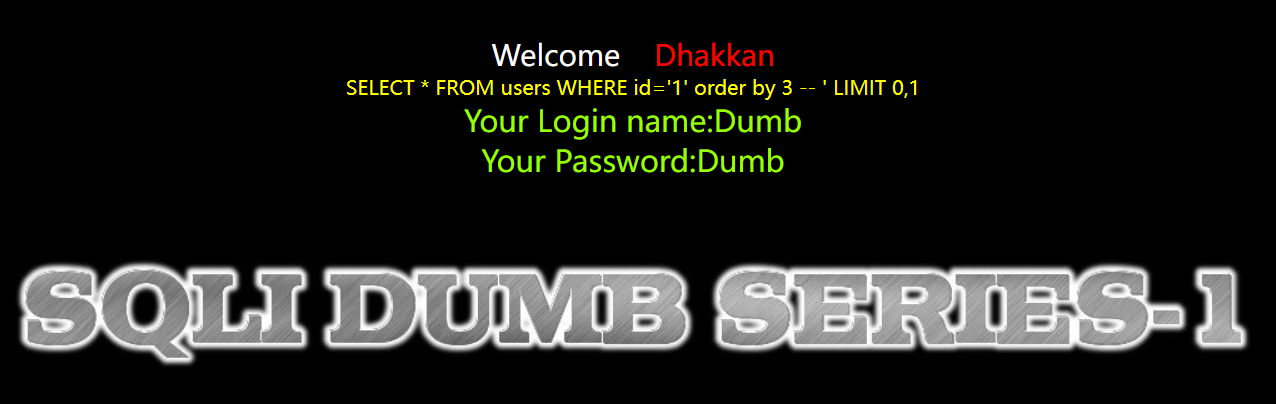 Welcome Dhakkan
SELECT * FROM users WHERE id='1' order by 3 -- ' LIMIT 0,1
Your Login name:Dumb
Your Password:Dumb
SQLI DUMB SERIES-1